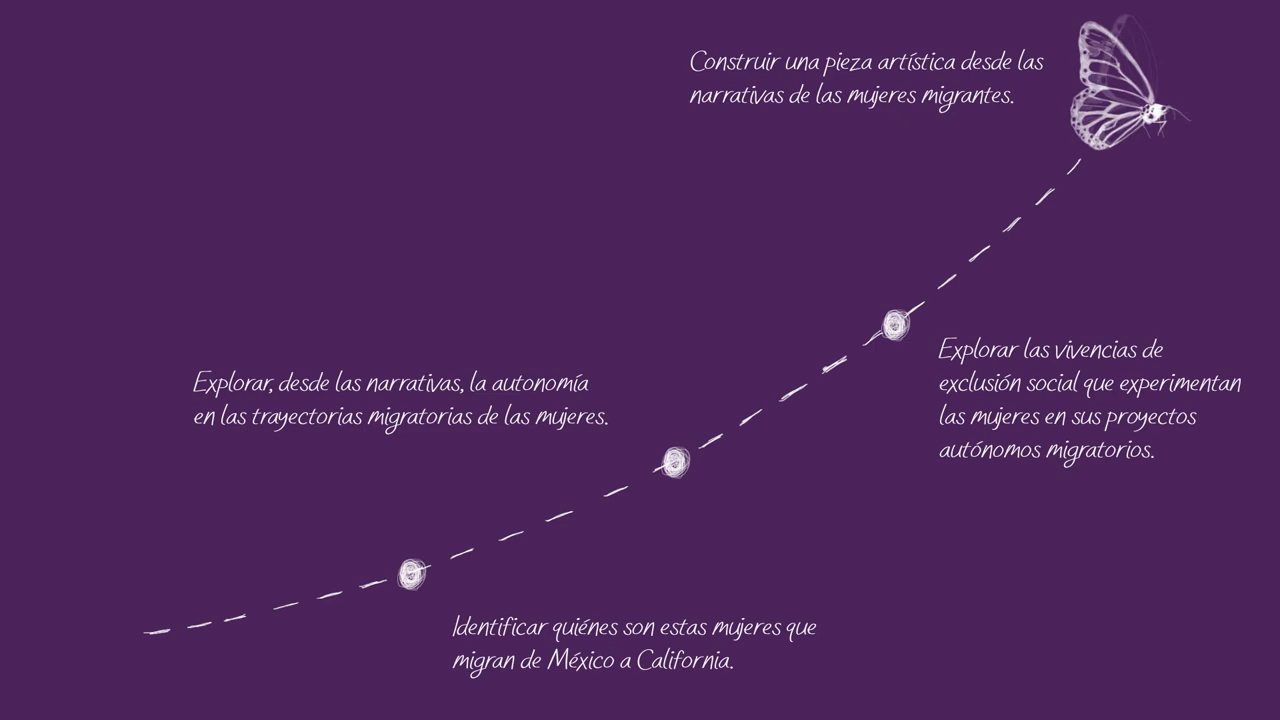 Construir una pieza artística desde las
narrativas de las mujeres migrantes.
Explorar las vivencias de
exclusión social que experimentan
las mujeres en sus proyectos
autónomos migratorios.
Explorar, desde las narrativas, la autonomía
en las trayectorias migratorias de las mujeres.
Identificar quiénes son estas mujeres que
migran de México a California.